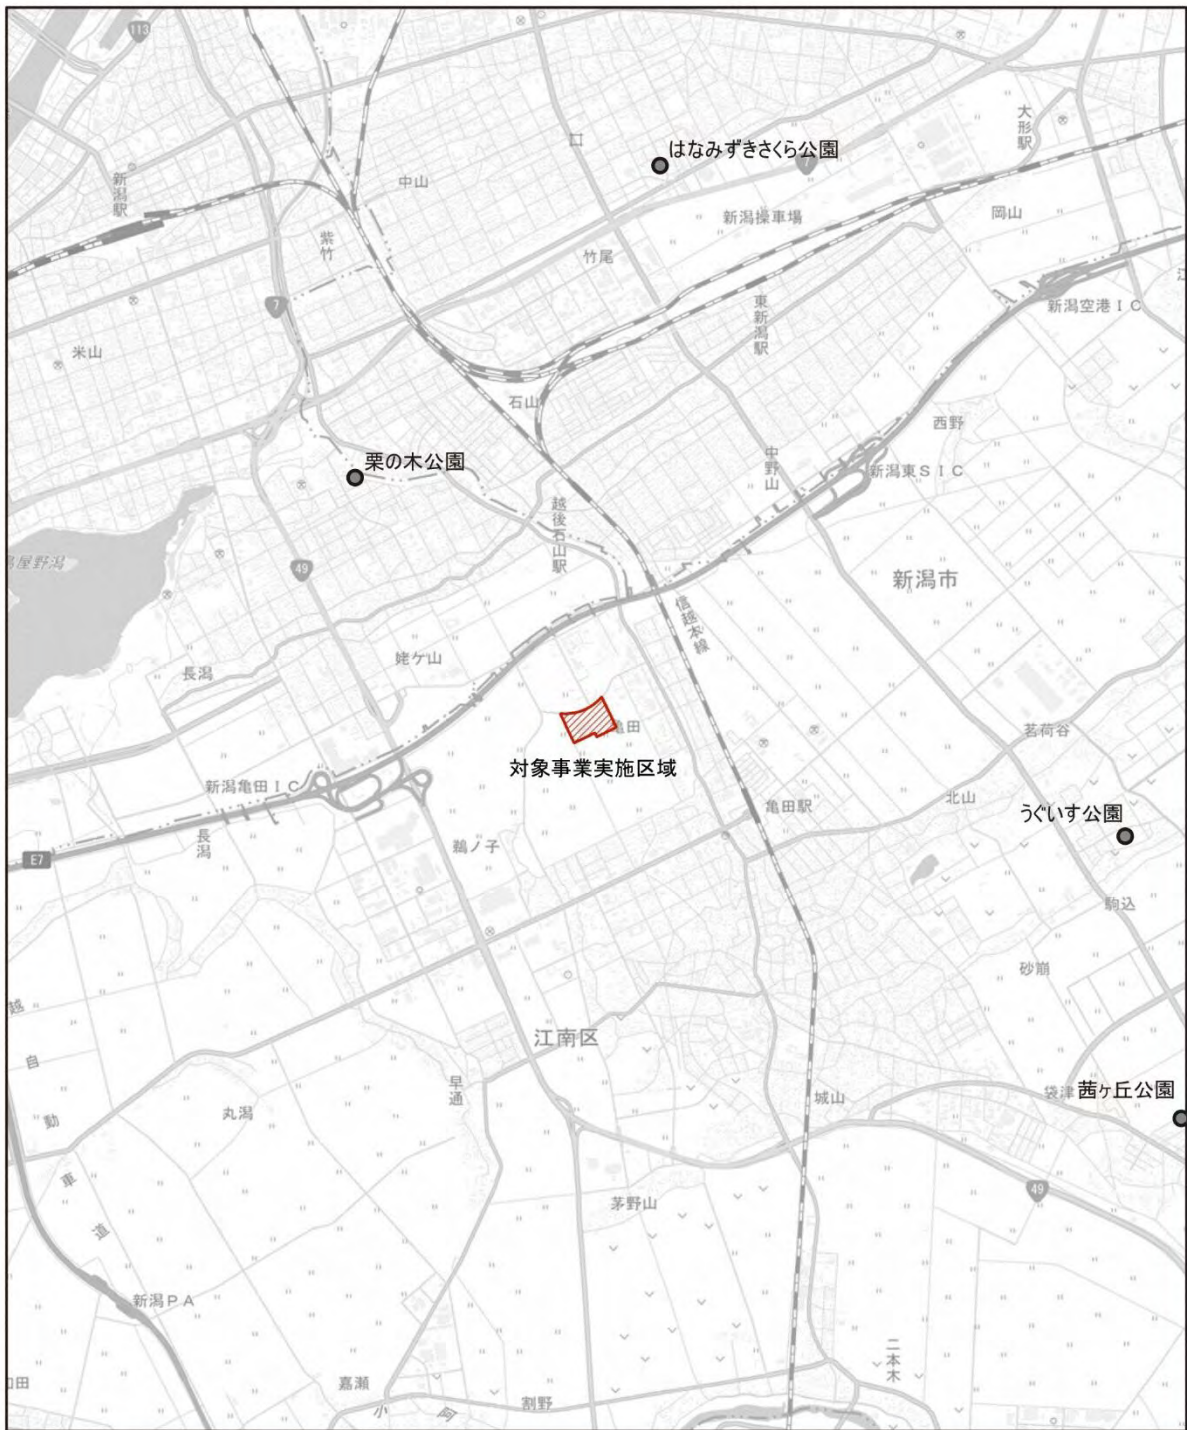 113
大形駅
はなみずきさくら公園
7
中山
新潟駅
新潟操車場
岡山
紫竹
竹尾
7
東新潟駅
新潟空港IC
米山
石山
西野
栗の木公園
中野山
新潟東SIC
越後石山駅
屋野潟
49
新潟市
信越本線
姥ケ山
長潟
亀田
茗荷谷
対象事業実施区域
新潟亀田IC
北山
亀田駅
うぐいす公園
長潟
鵜ノ子
E7
駒込
砂崩
越自動車道
江南区
早通
城山
袋津
茜ヶ丘公園
丸潟
49
茅野山
新潟PA
二本木
田
嘉瀬
割野
小阿